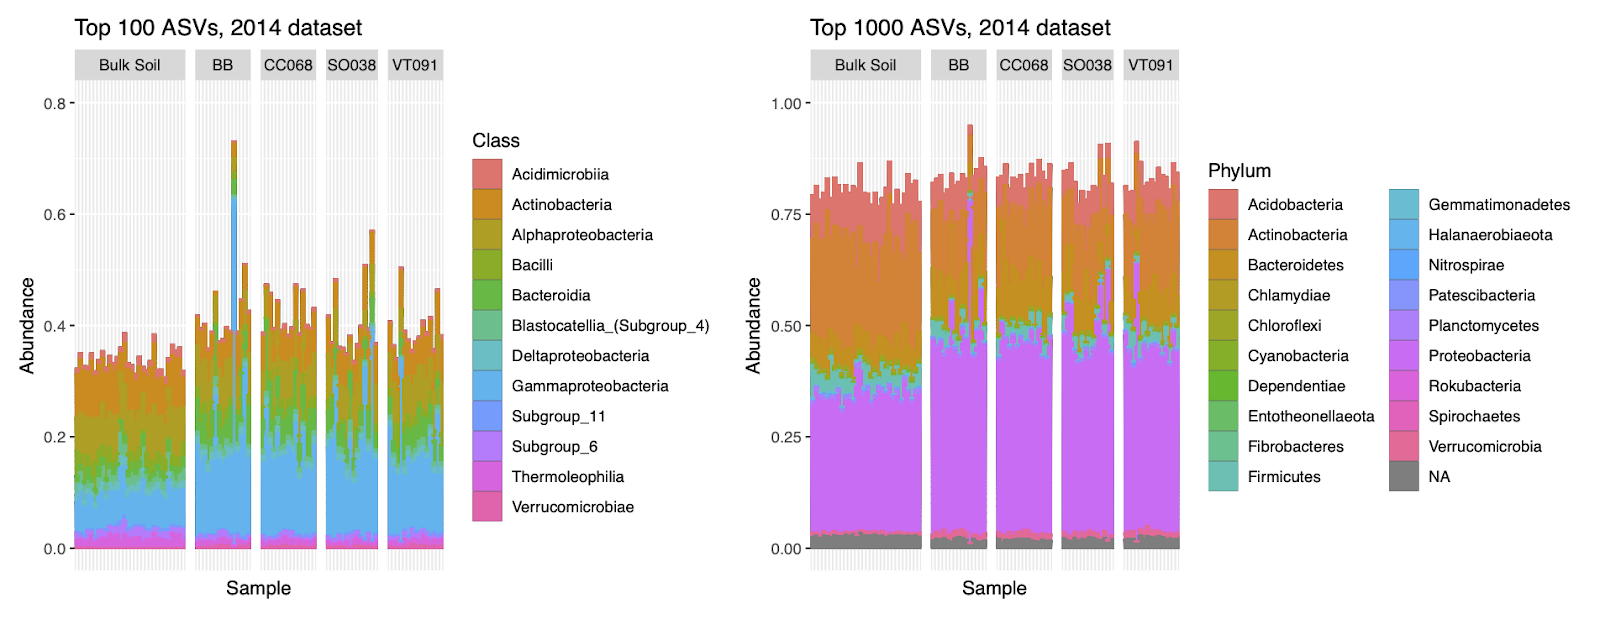 Top 100 ASVs, 2014 dataset
Bulk Soil BB CC068 SO038 VT091
0.8
0.6
0.4
0.2
0.0
Abundance
Sample
Class
Acidimicrobiia
Actinobacteria
Alphaproteobacteria
Bacilli
Bacteroidia
Blastocatellia_(Subgroup_4)
Deltaproteobacteria
Gammaproteobacteria
Subgroup_11
Subgroup_6
Thermoleophilia
Verrucomicrobiae
Top 1000 ASVs, 2014 dataset
Bulk Soil BB CC068 SO038 VT091
1.00
0.75
0.50
0.25
0.00
Abundance
Sample
Phylum
Acidobacteria
Actinobacteria
Bacteroidetes
Chlamydiae
Chloroflexi
Cyanobacteria
Dependentiae
Entotheonellaeota
Fibrobacteres
Firmicutes
Gemmatimonadetes
Halanaerobiaeota
Nitrospirae
Patescibacteria
Planctomycetes
Proteobacteria
Rokubacteria
Spirochaetes
Verrucomicrobia
NA